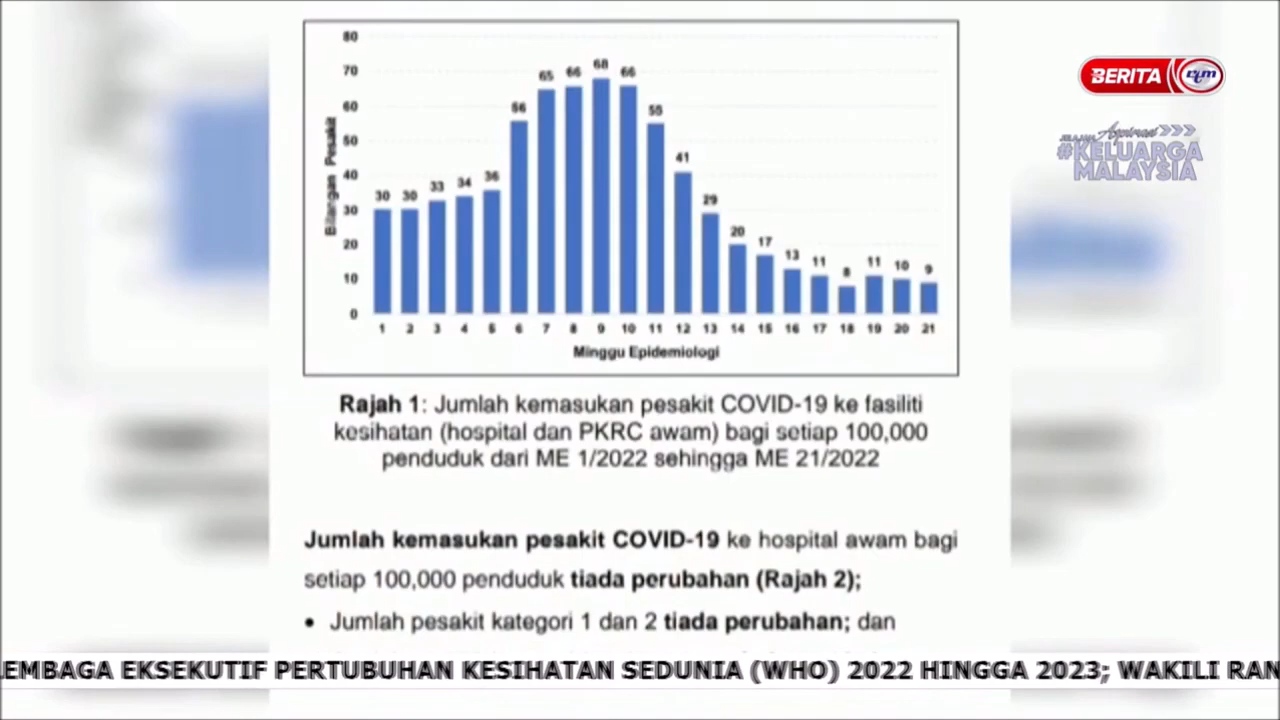 80
70
60
50
40
30
20
10
0
Bilangan Pesakit
30 30 33 34 36 56 65 66 68 66 55 41 29 20 17 13 11 8 11 10 9
1 2 3 4 5 6 7 8 9 10 11 12 13 14 15 16 17 18 19 20 21
Minggu Epidemiologi
BERITA rtm
Aspirasi
#KELUARGA
MALAYSIA
Rajah 1: Jumlah kemasukan pesakit COVID-19 ke fasiliti
kesihatan (hospital dan PKRC awam) bagi setiap 100,000
penduduk dari ME 1/2022 sehingga ME 21/2022
Jumlah kemasukan pesakit COVID-19 ke hospital awam bagi
setiap 100,000 penduduk tiada perubahan (Rajah 2);
• Jumlah pesakit kategori 1 dan 2 tiada perubahan; dan
LEMBAGA EKSEKUTIF PERTUBUHAN KESIHATAN SEDUNIA (WHO) 2022 HINGGA 2023; WAKILI RAN